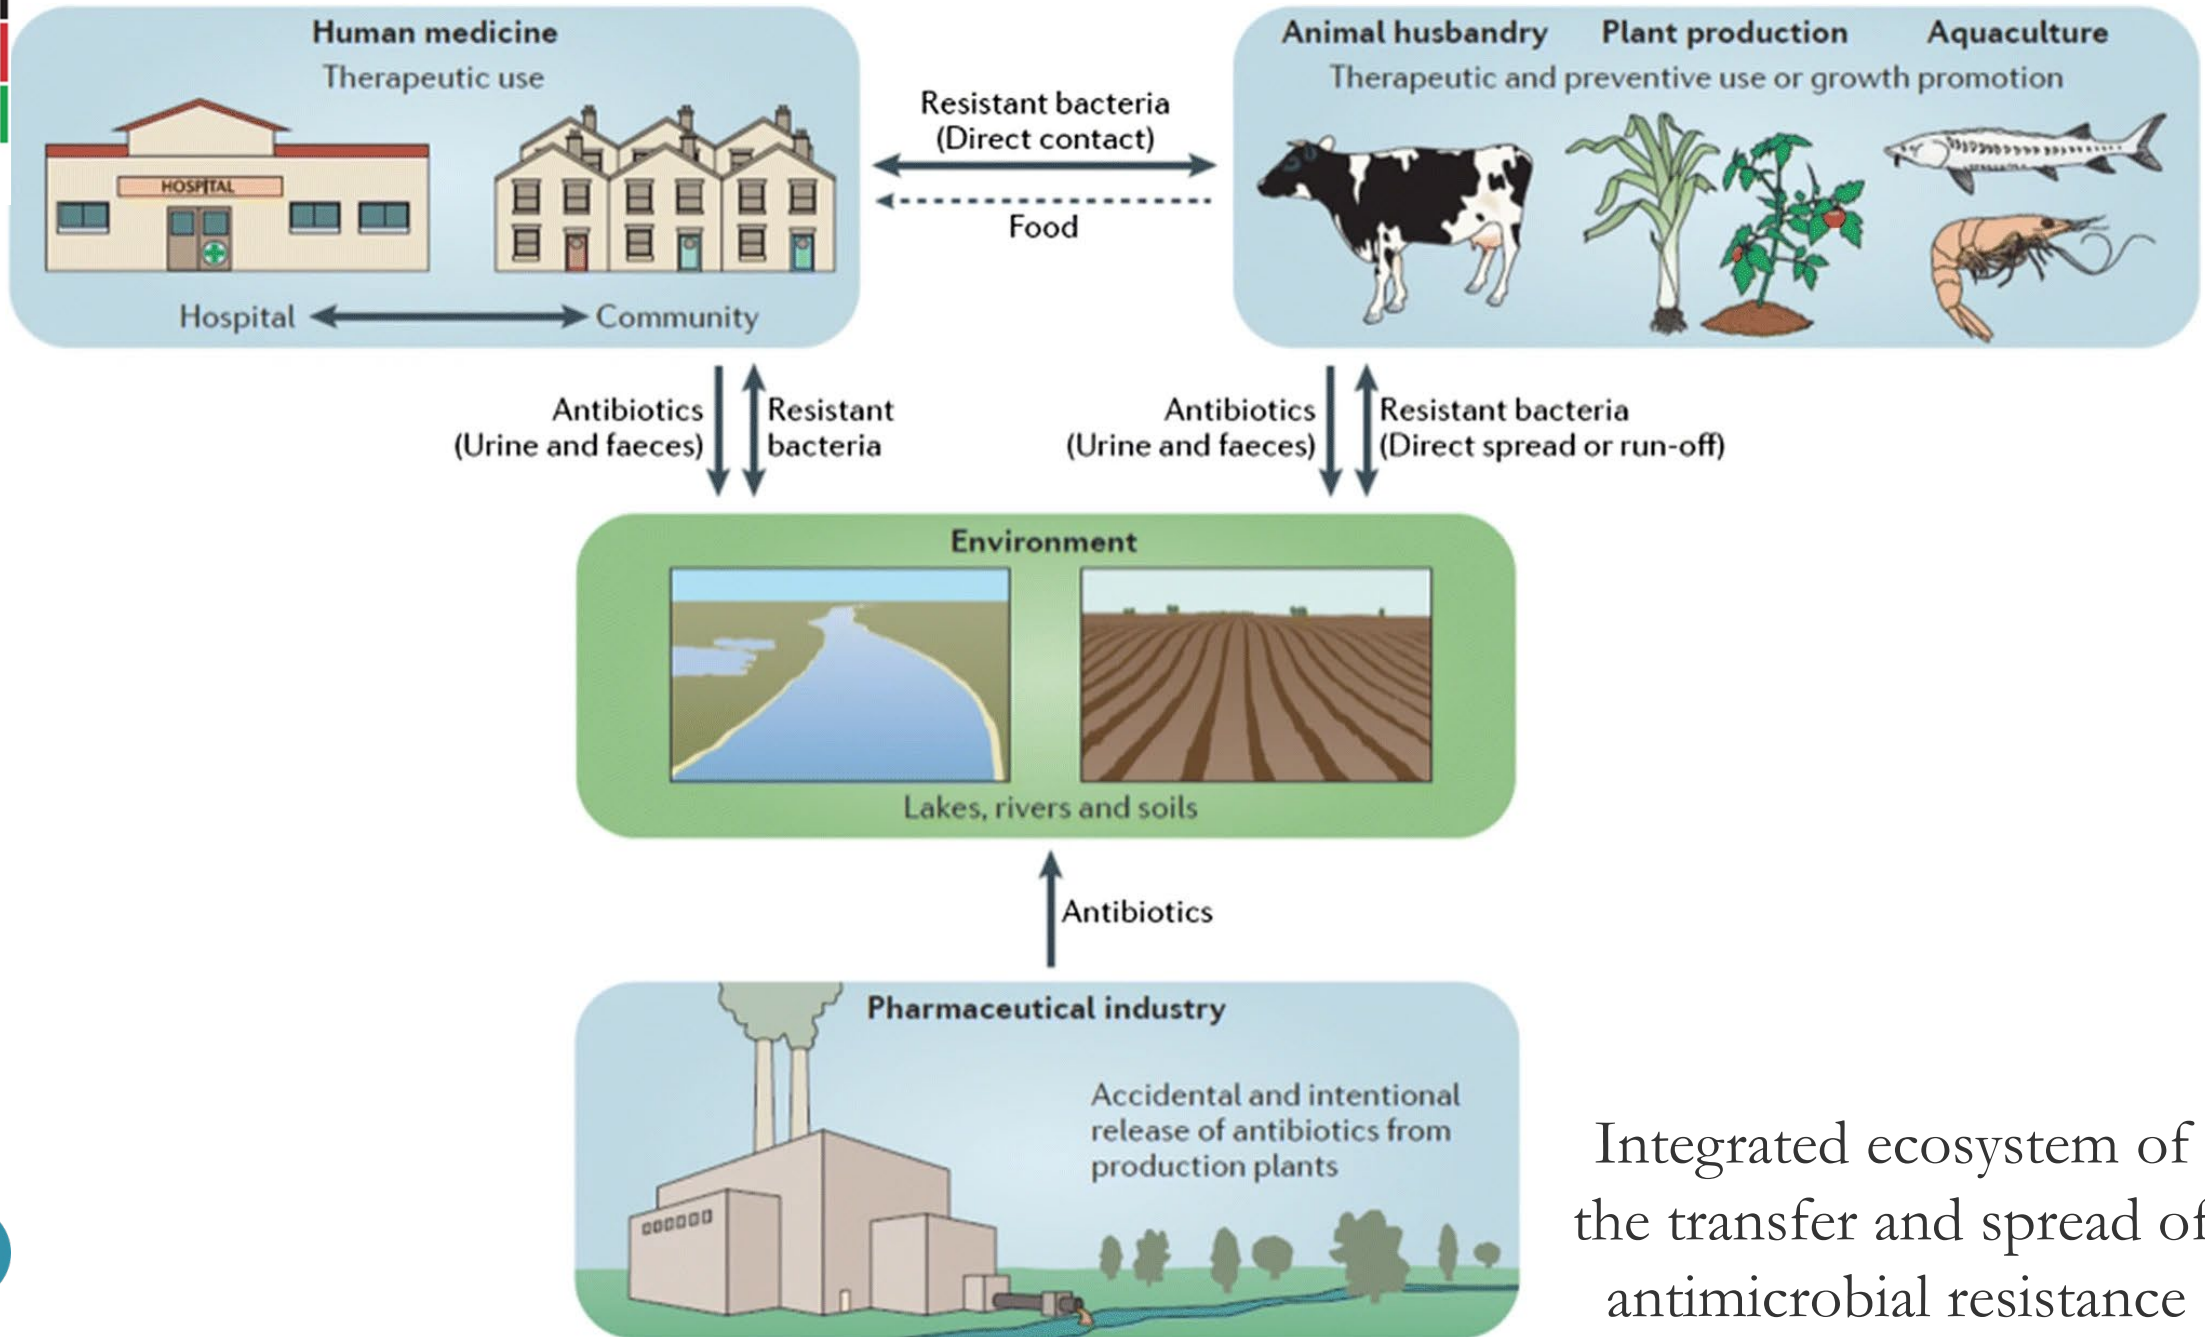 Human medicine
Therapeutic use
HOSPITAL
Hospital
Community
Resistant bacteria
(Direct contact)
Food
Animal husbandry
Plant production
Aquaculture
Therapeutic and preventive use or growth promotion
Antibiotics
(Urine and faeces)
Resistant
bacteria
Antibiotics
(Urine and faeces)
Resistant bacteria
(Direct spread or run-off)
Environment
Lakes, rivers and soils
Antibiotics
Pharmaceutical industry
Accidental and intentional
release of antibiotics from
production plants
Integrated ecosystem of
the transfer and spread of
antimicrobial resistance